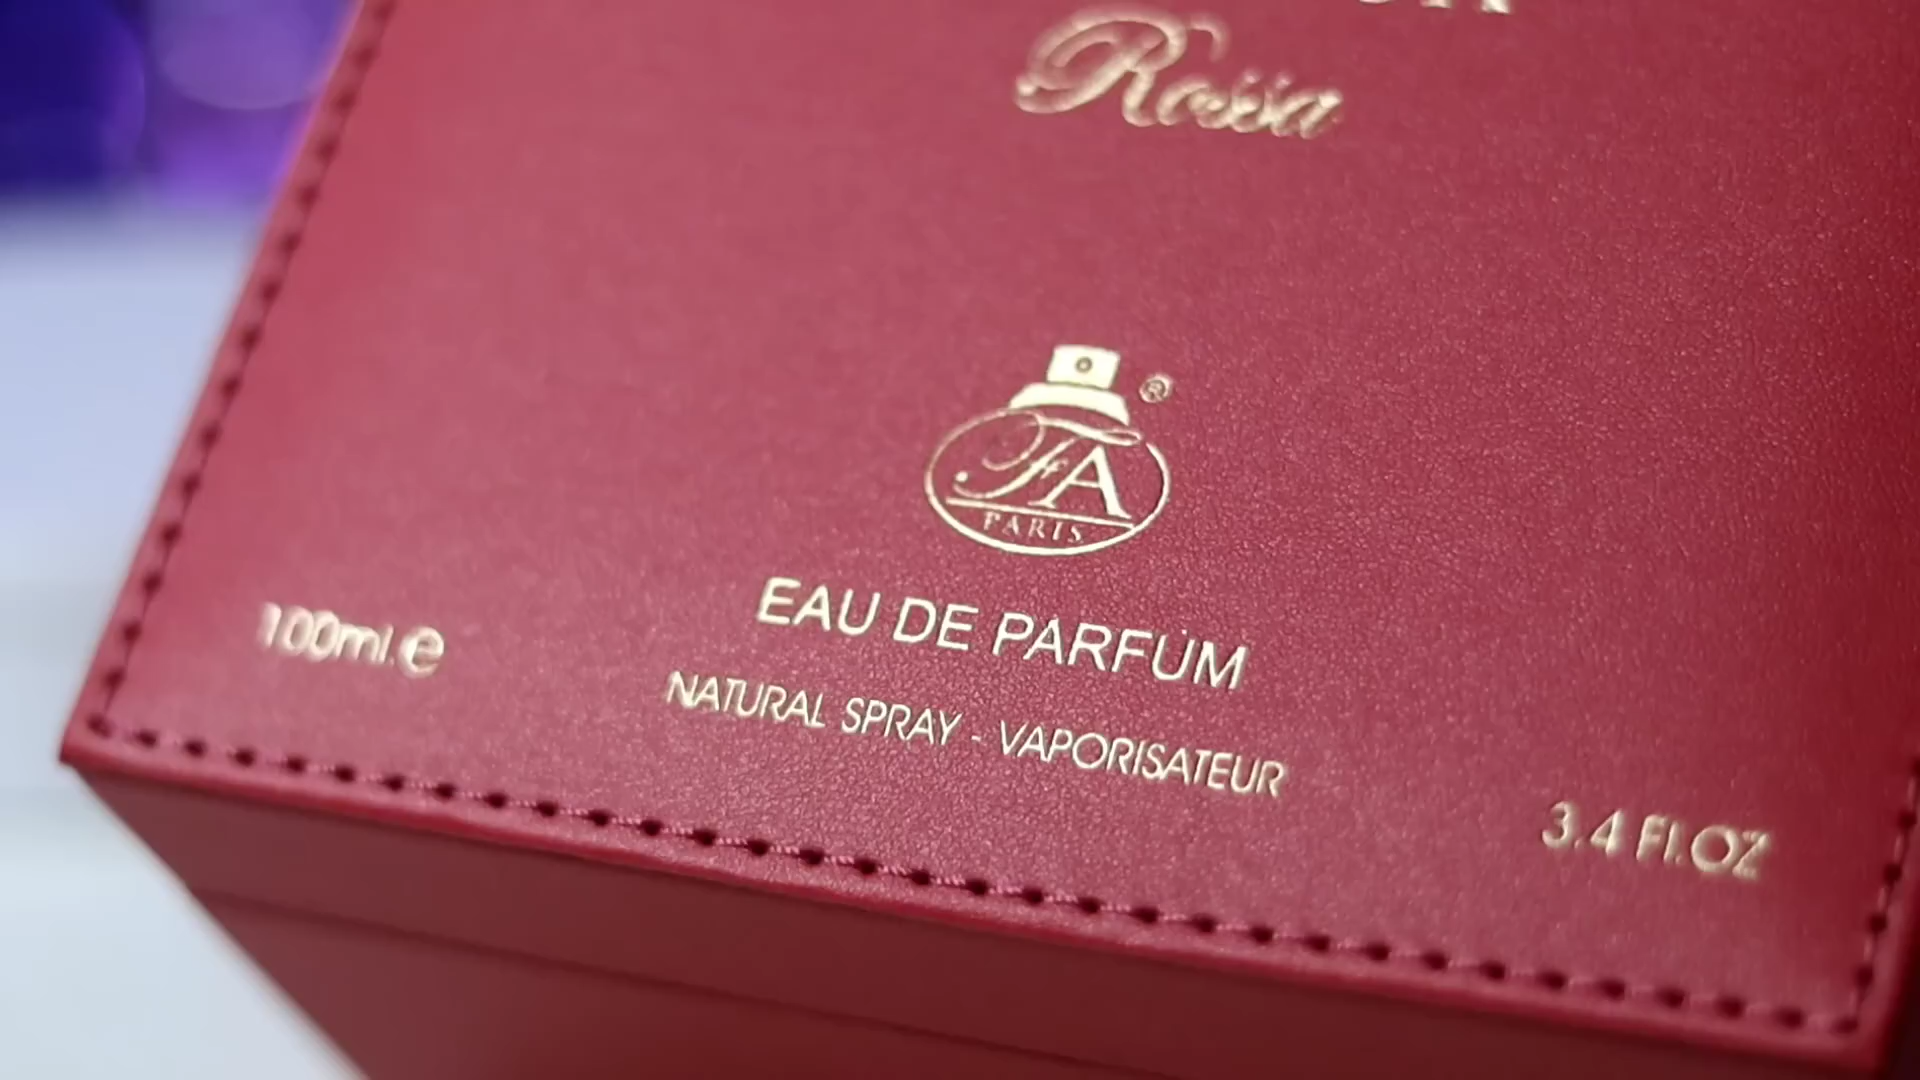 Rossa
FA
PARIS
®
EAU DE PARFUM
100ml.e
NATURAL SPRAY - VAPORISATEUR
3.4 Fl.OZ